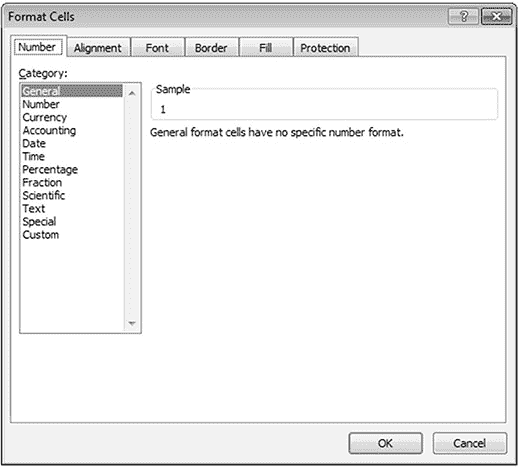 Format Cells
Number Alignment Font Border Fill Protection
Category:
General
Number
Currency
Accounting
Date
Time
Percentage
Fraction
Scientific
Text
Special
Custom
Sample
1
General format cells have no specific number format.
OK Cancel